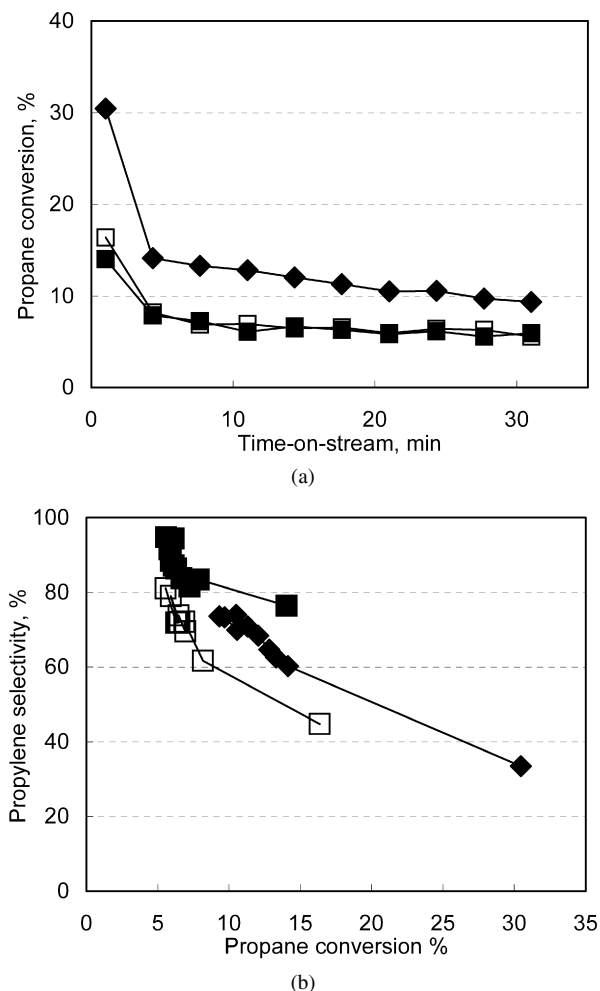 40
30
20
10
0
Propane conversion, %
0 10 20 30
Time-on-stream, min
(a)
100
80
60
40
20
0
Propylene selectivity, %
0 5 10 15 20 25 30 35
Propane conversion %
(b)